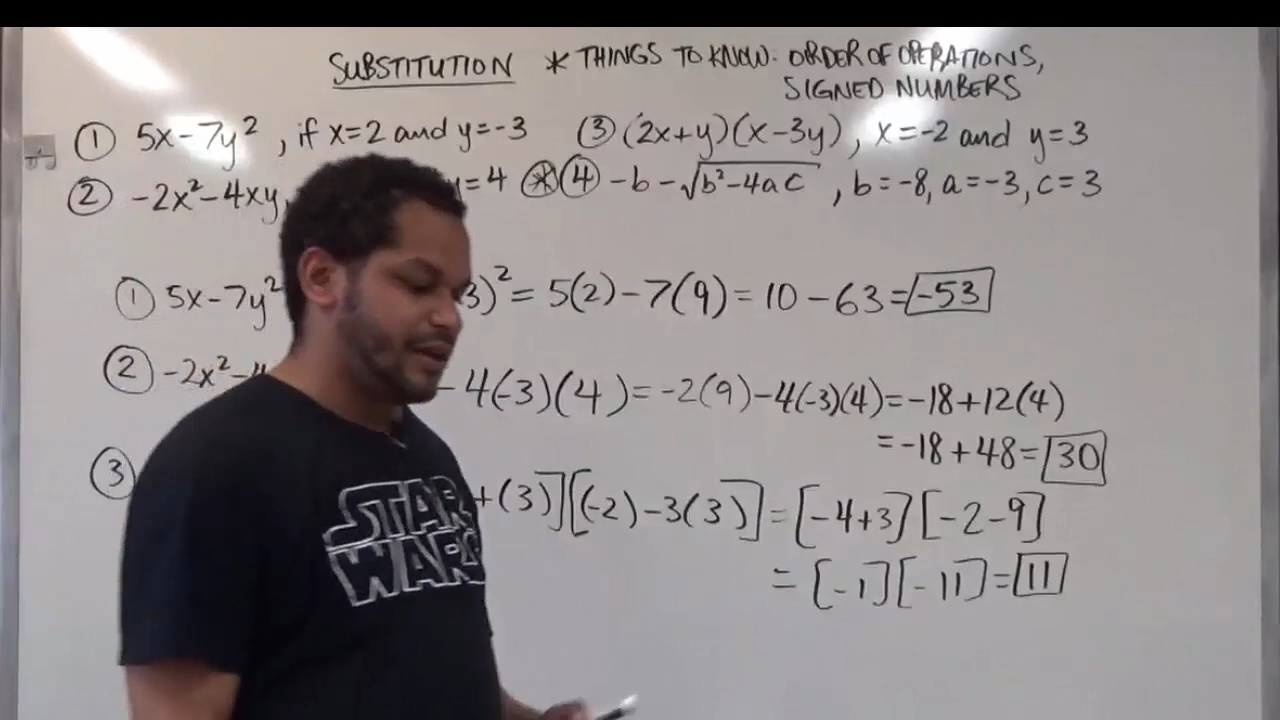 SUBSTITUTION * THINGS TO KNOW: ORDER OF OPERATIONS,
SIGNED NUMBERS
① 5x-7y², if x=2 and y=-3
③ (2x+y)(x-3y), x=-2 and y=3
② -2x²-4xy, y=4
* ④ -b-√(b²-4ac), b=-8, a=-3, c=3
① 5x-7y² 3)² = 5(2)-7(9) = 10-63 = -53
② -2x²-4 -4(-3)(4) = -2(9)-4(-3)(4) = -18+12(4)
= -18+48 = 30
③ +(3)][(-2)-3(3)] = [-4+3][-2-9]
= [-1][-11] = 11
STAR
WARS